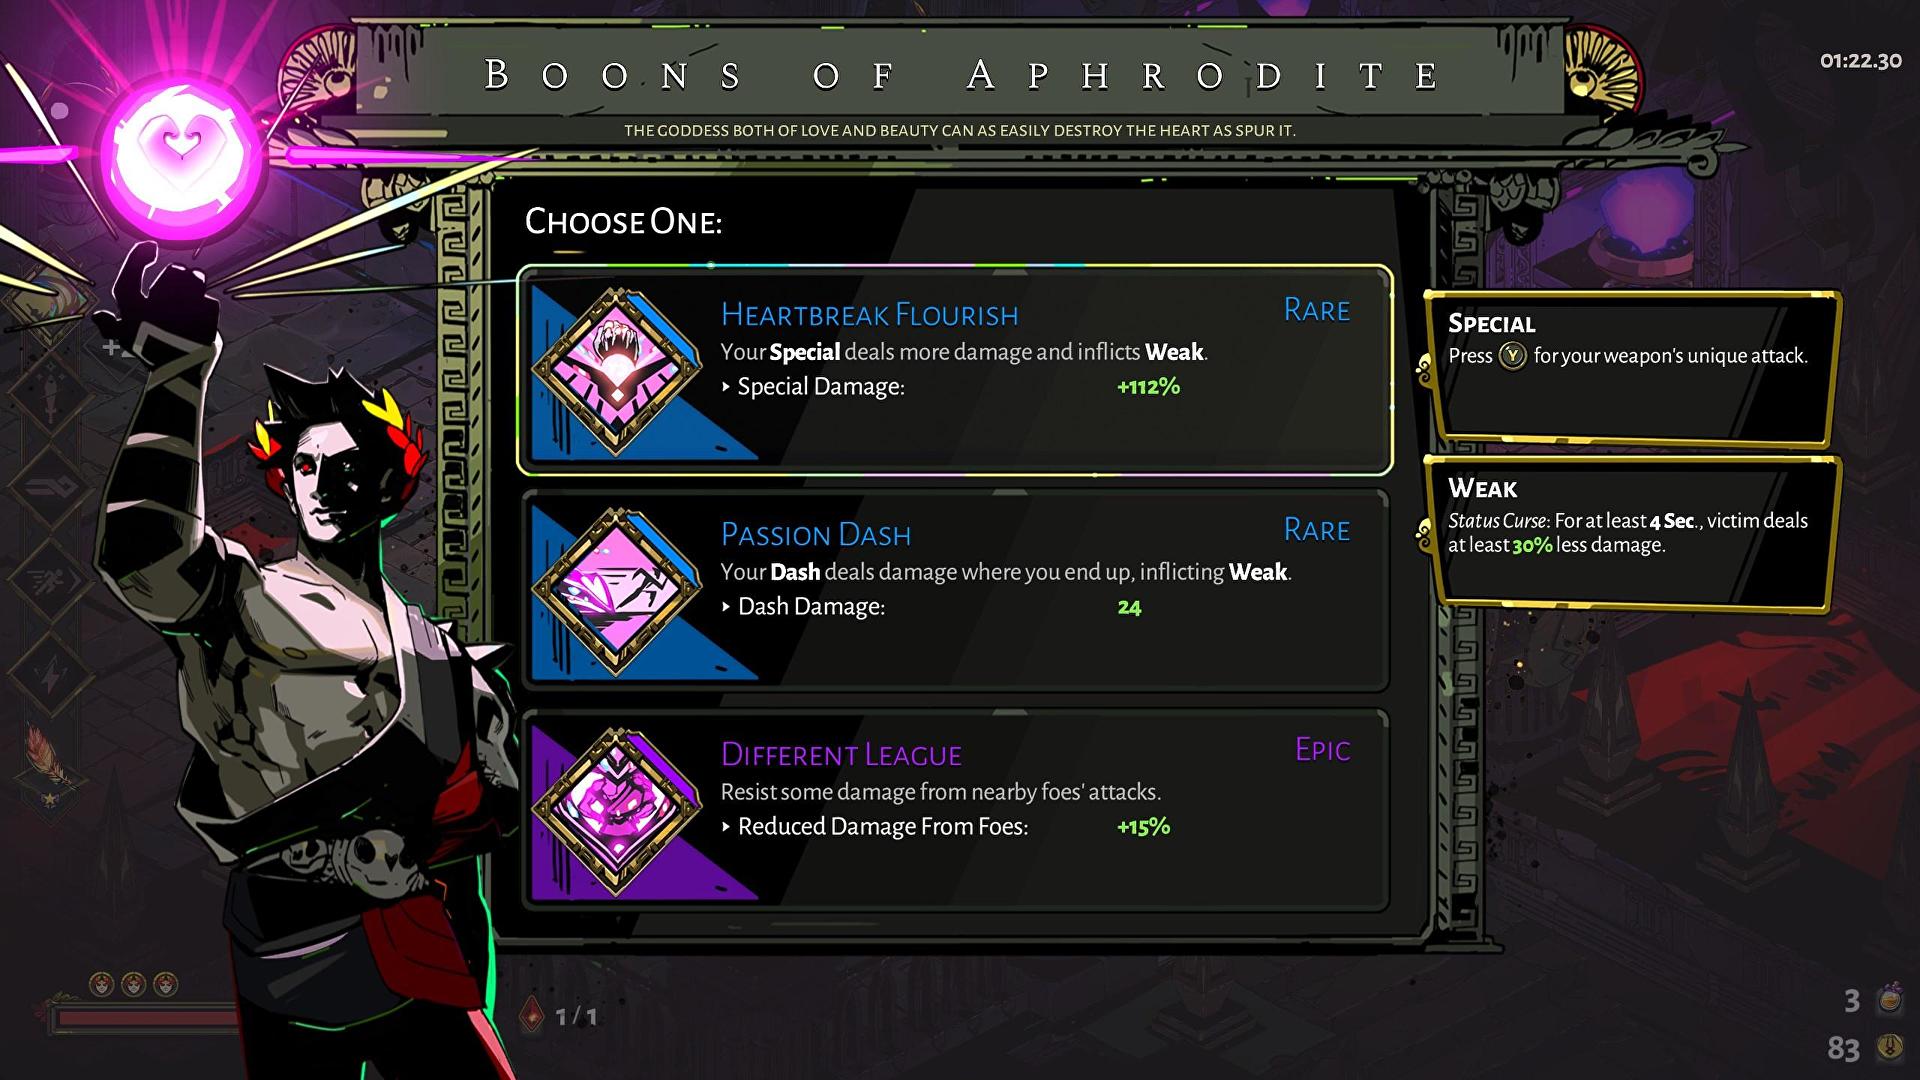 BOONS OF APHRODITE
THE GODDESS BOTH OF LOVE AND BEAUTY CAN AS EASILY DESTROY THE HEART AS SPUR IT.
01:22.30
CHOOSE ONE:
HEARTBREAK FLOURISH
RARE
Your Special deals more damage and inflicts Weak.
Special Damage: +112%
PASSION DASH
RARE
Your Dash deals damage where you end up, inflicting Weak.
Dash Damage: 24
DIFFERENT LEAGUE
EPIC
Resist some damage from nearby foes' attacks.
Reduced Damage From Foes: +15%
SPECIAL
Press Y for your weapon's unique attack.
WEAK
Status Curse: For at least 4 Sec., victim deals
at least 30% less damage.
1/1
3
83